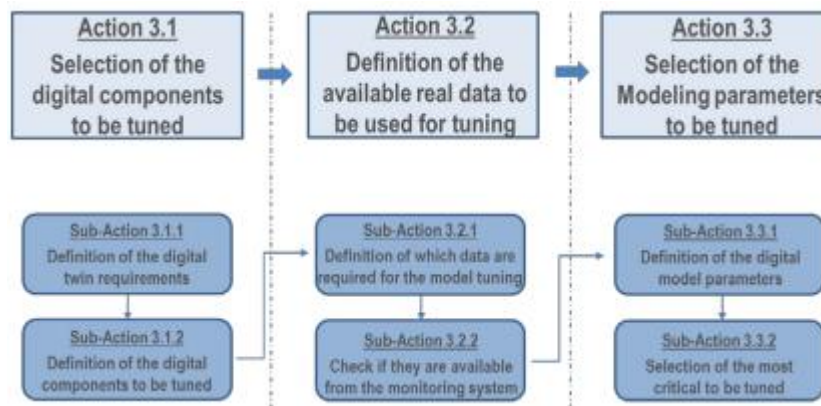 Action 3.1
Selection of the
digital components
to be tuned
Action 3.2
Definition of the
available real data to
be used for tuning
Action 3.3
Selection of the
Modeling parameters
to be tuned
Sub-Action 3.1.1
Definition of the digital
twin requirements
Sub-Action 3.1.2
Definition of the digital
components to be tuned
Sub-Action 3.2.1
Definition of which data are
required for the model tuning
Sub-Action 3.2.2
Check if they are available
from the monitoring system
Sub-Action 3.3.1
Definition of the digital
model parameters
Sub-Action 3.3.2
Selection of the most
critical to be tuned